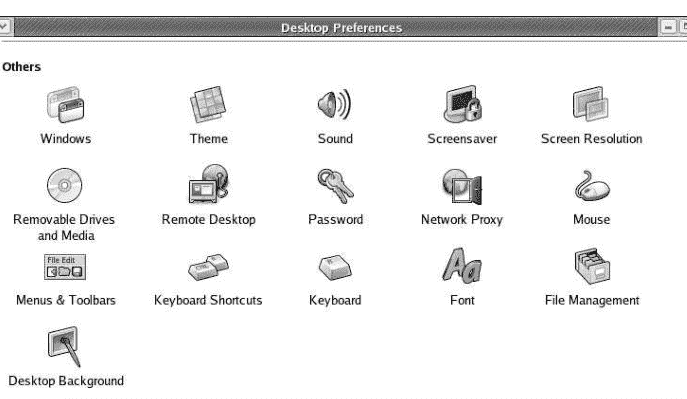 Desktop Preferences
Others
Windows
Theme
Sound
Screensaver
Screen Resolution
Removable Drives
and Media
Remote Desktop
Password
Network Proxy
Mouse
File Edit
Menus & Toolbars
Keyboard Shortcuts
Keyboard
Aa
Font
File Management
Desktop Background